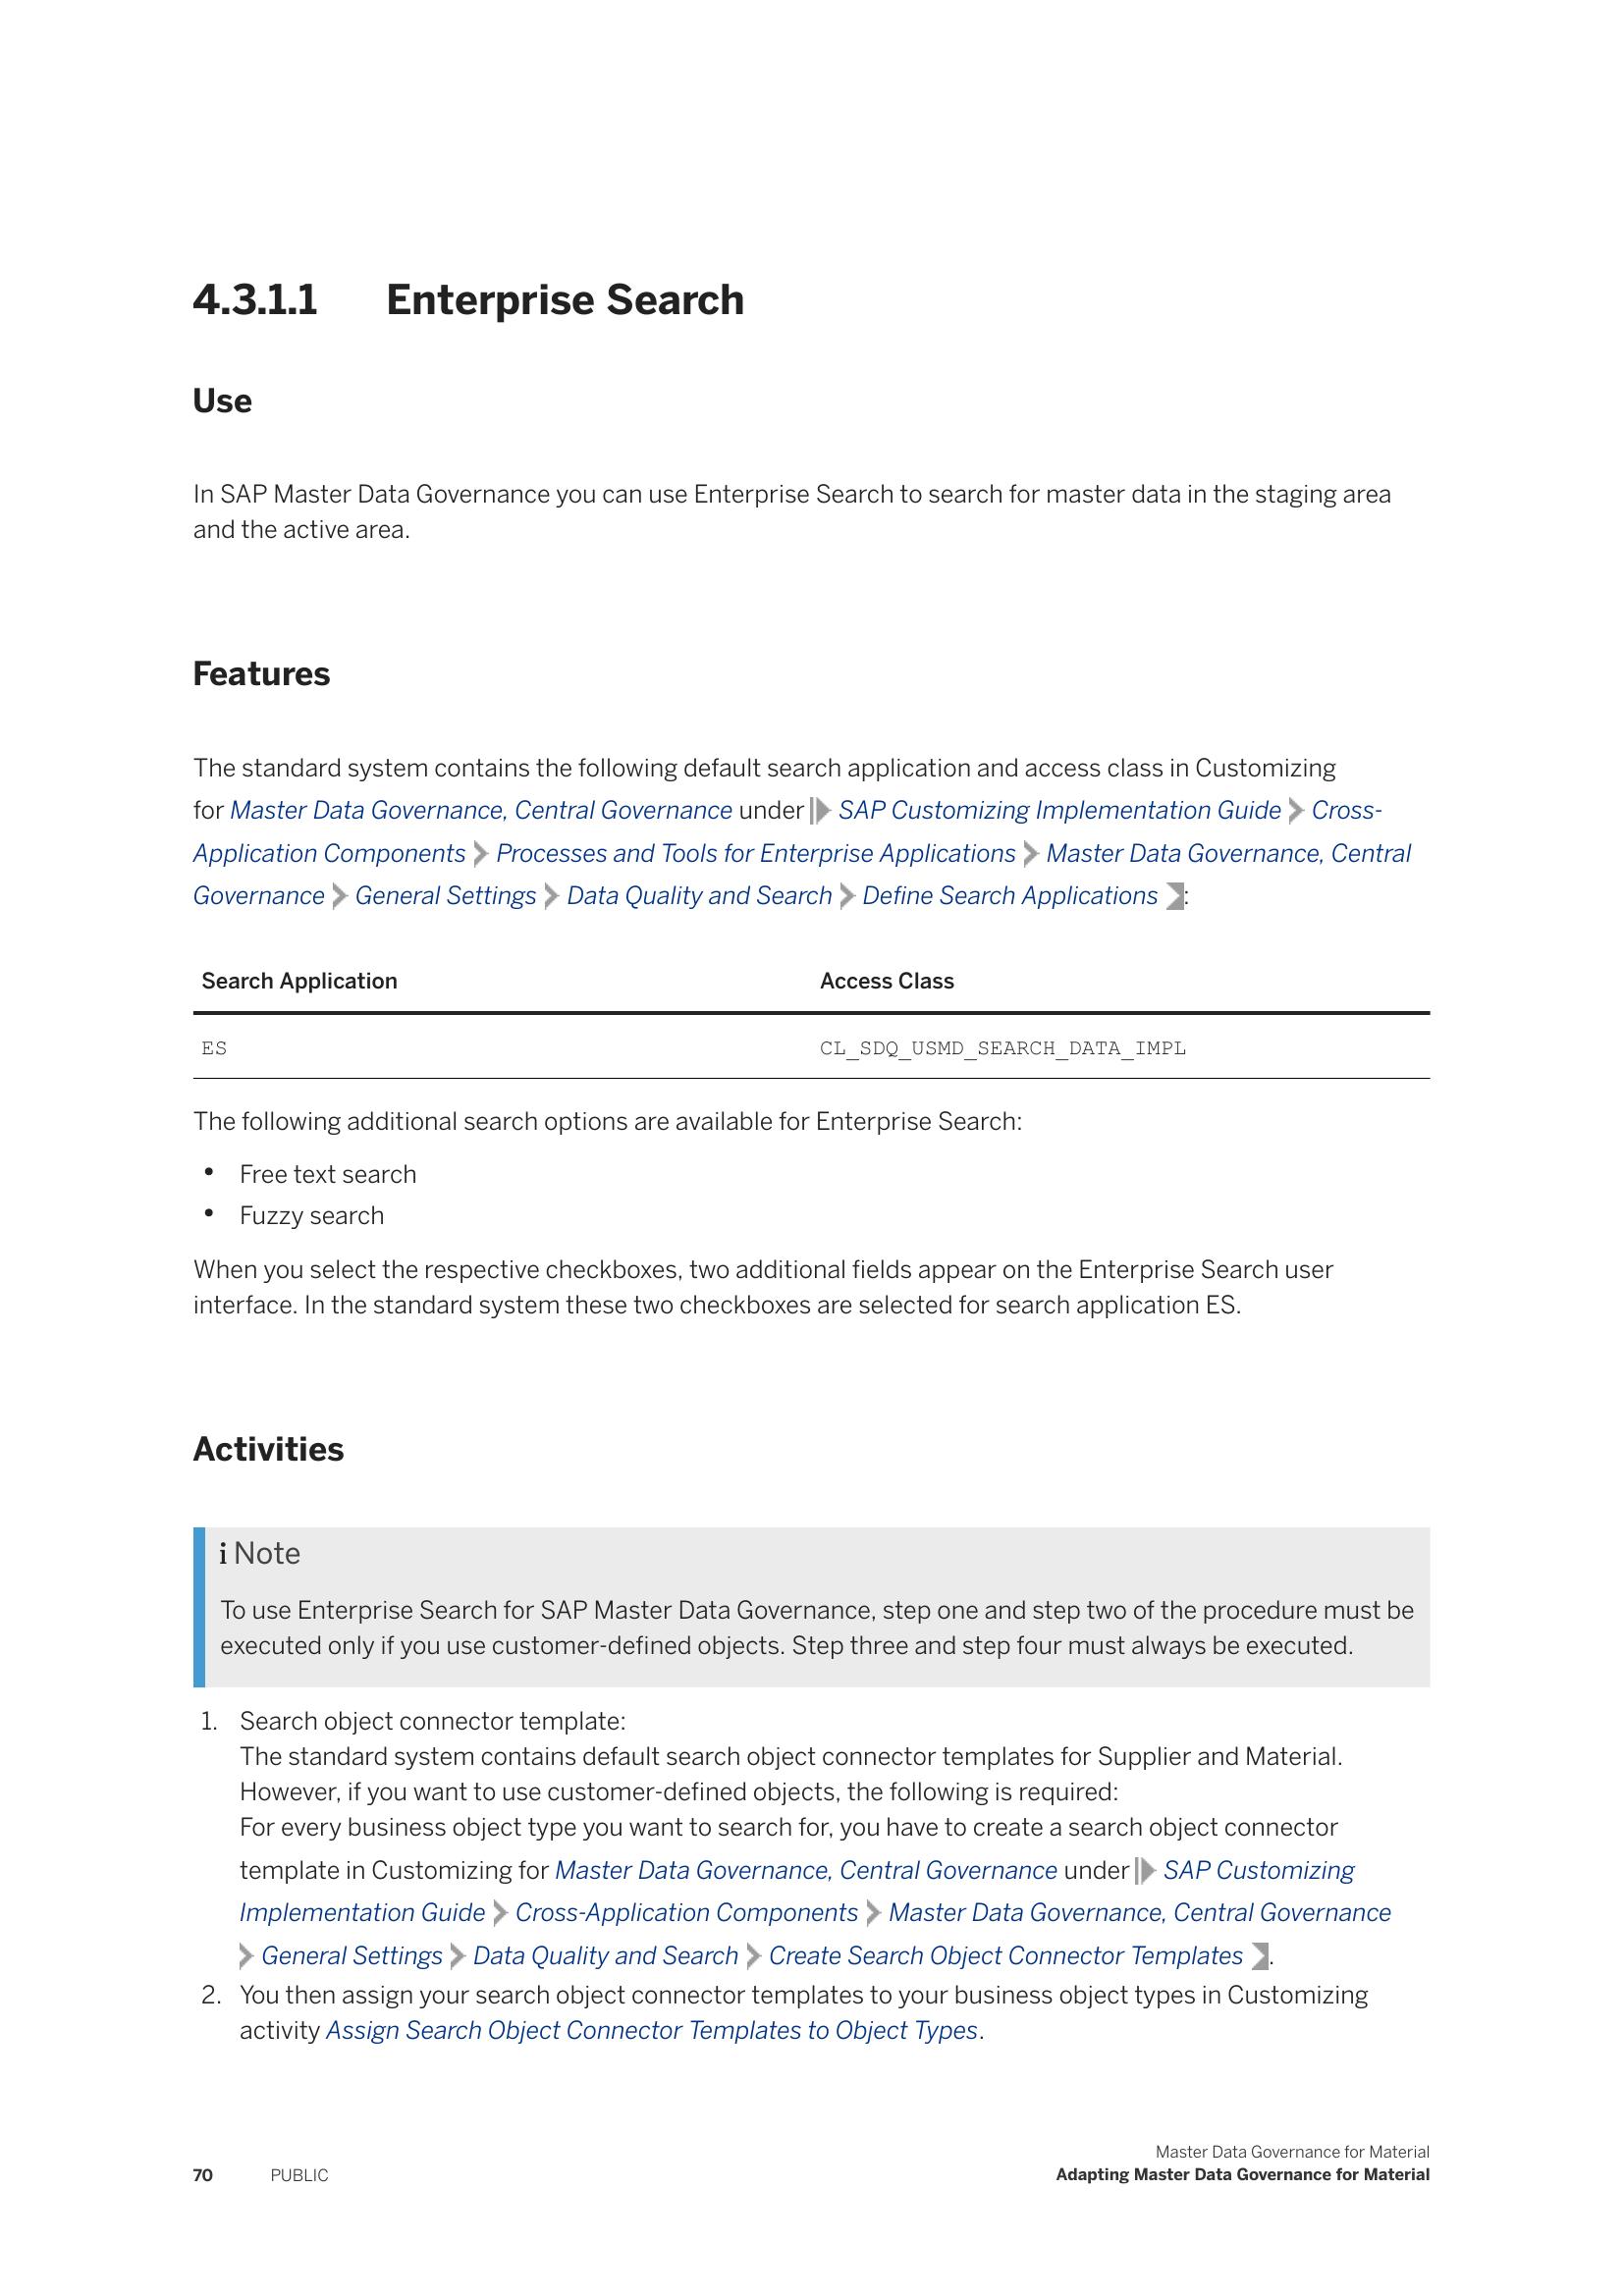 4.3.1.1 Enterprise Search
Use
In SAP Master Data Governance you can use Enterprise Search to search for master data in the staging area
and the active area.
Features
The standard system contains the following default search application and access class in Customizing
for Master Data Governance, Central Governance under SAP Customizing Implementation Guide Cross-
Application Components Processes and Tools for Enterprise Applications Master Data Governance, Central
Governance General Settings Data Quality and Search Define Search Applications :
Search Application Access Class
ES CL_SDQ_USMD_SEARCH_DATA_IMPL
The following additional search options are available for Enterprise Search:
• Free text search
• Fuzzy search
When you select the respective checkboxes, two additional fields appear on the Enterprise Search user
interface. In the standard system these two checkboxes are selected for search application ES.
Activities
i Note
To use Enterprise Search for SAP Master Data Governance, step one and step two of the procedure must be
executed only if you use customer-defined objects. Step three and step four must always be executed.
1. Search object connector template:
The standard system contains default search object connector templates for Supplier and Material.
However, if you want to use customer-defined objects, the following is required:
For every business object type you want to search for, you have to create a search object connector
template in Customizing for Master Data Governance, Central Governance under SAP Customizing
Implementation Guide Cross-Application Components Master Data Governance, Central Governance
General Settings Data Quality and Search Create Search Object Connector Templates .
2. You then assign your search object connector templates to your business object types in Customizing
activity Assign Search Object Connector Templates to Object Types.
Master Data Governance for Material
70 PUBLIC Adapting Master Data Governance for Material